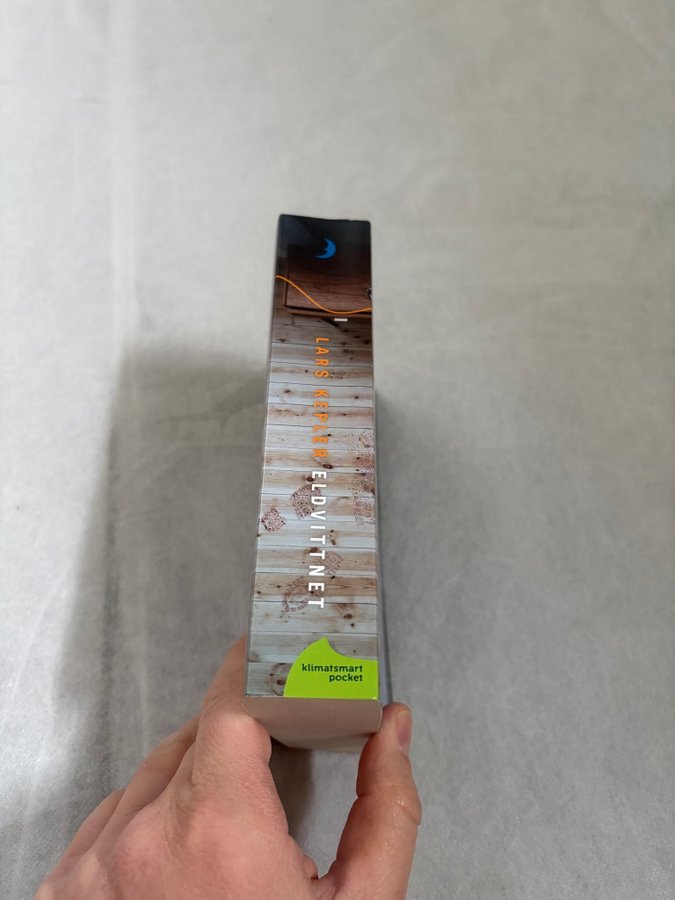 LARS KEPLER ELDVITTNET
klimatsmart
pocket